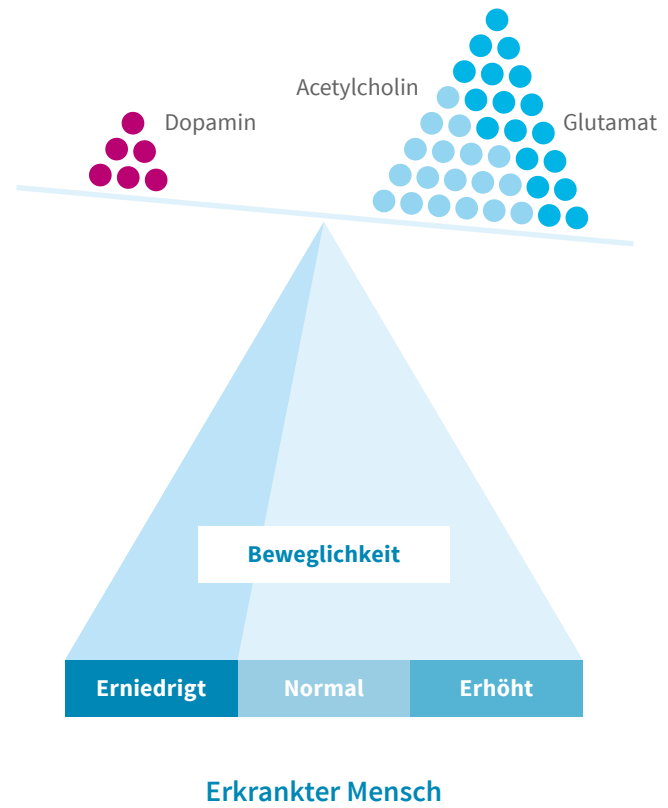 Acetylcholin
Dopamin
Glutamat
Beweglichkeit
Erniedrigt
Normal
Erhöht
Erkrankter Mensch